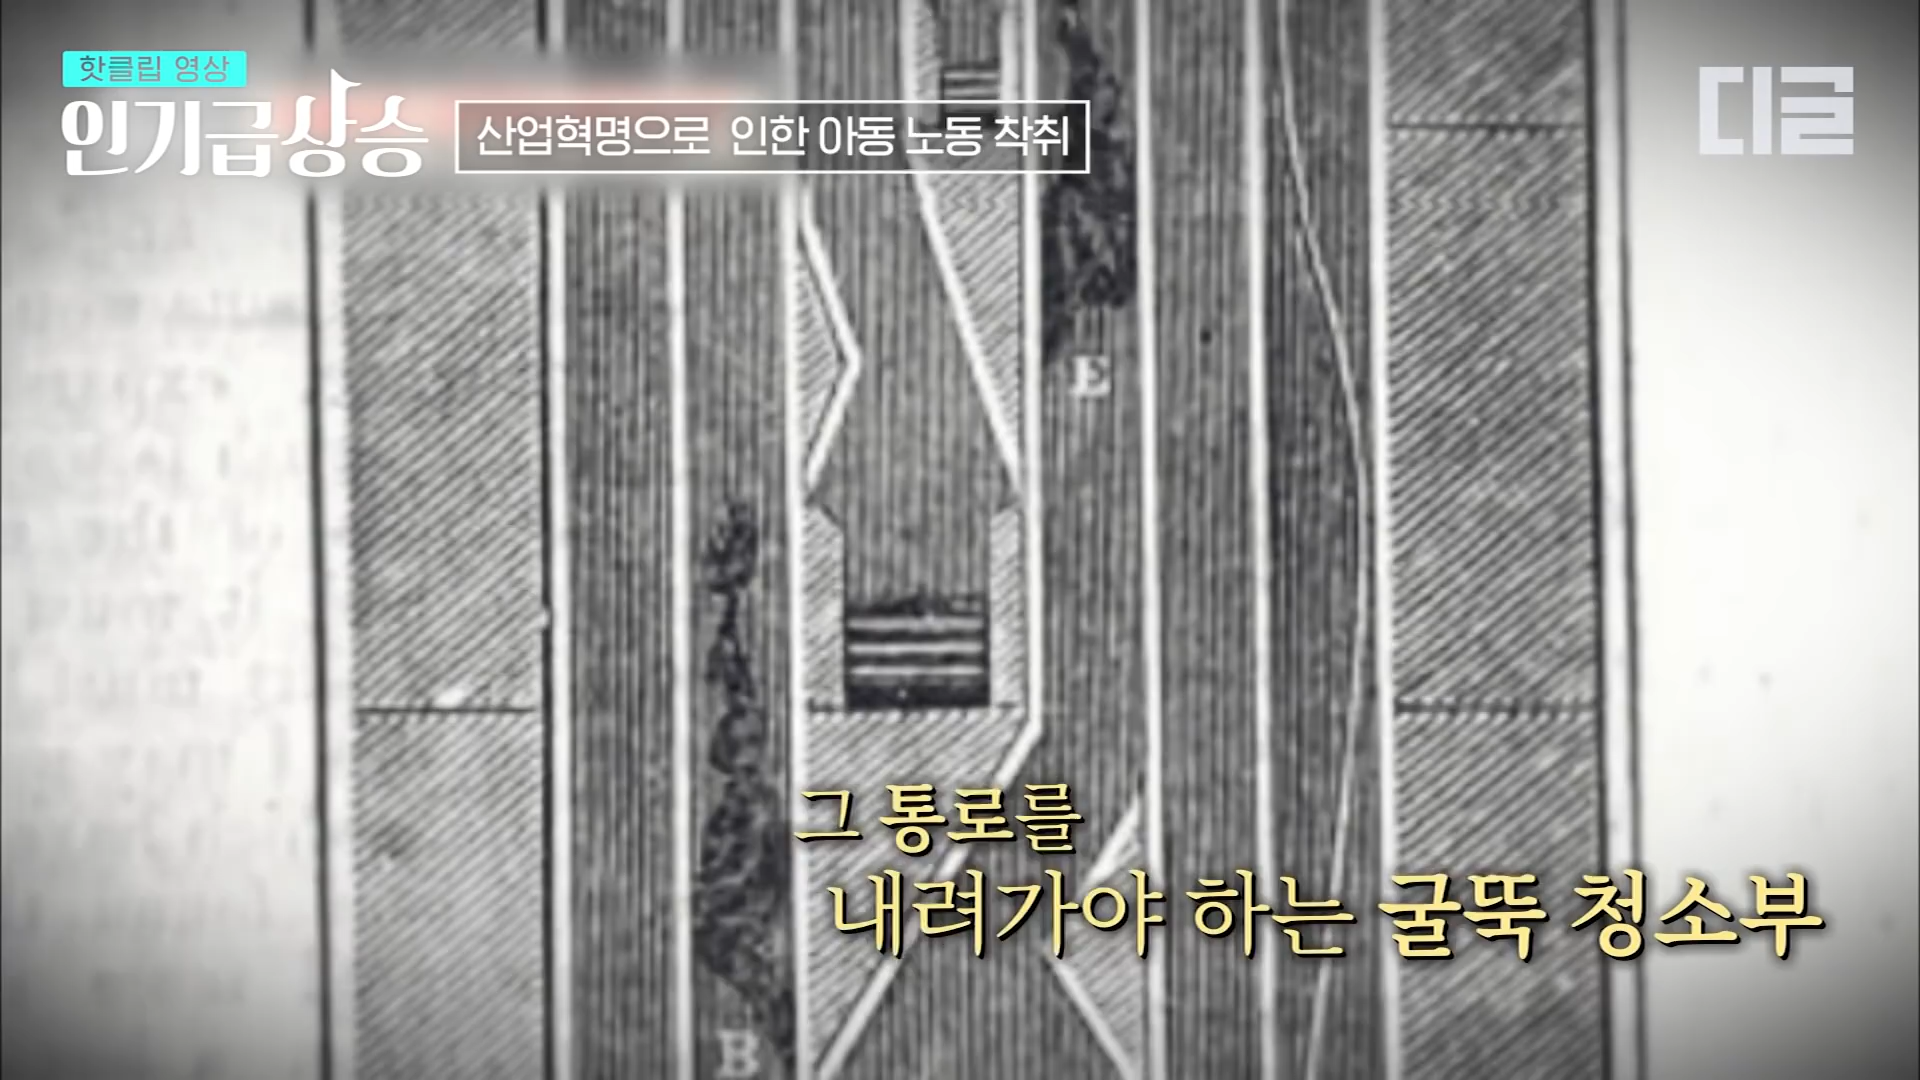 핫클립 영상
인기급상승
산업혁명으로 인한 아동 노동 착취
디글
E
그 통로를
내려가야 하는 굴뚝 청소부
B